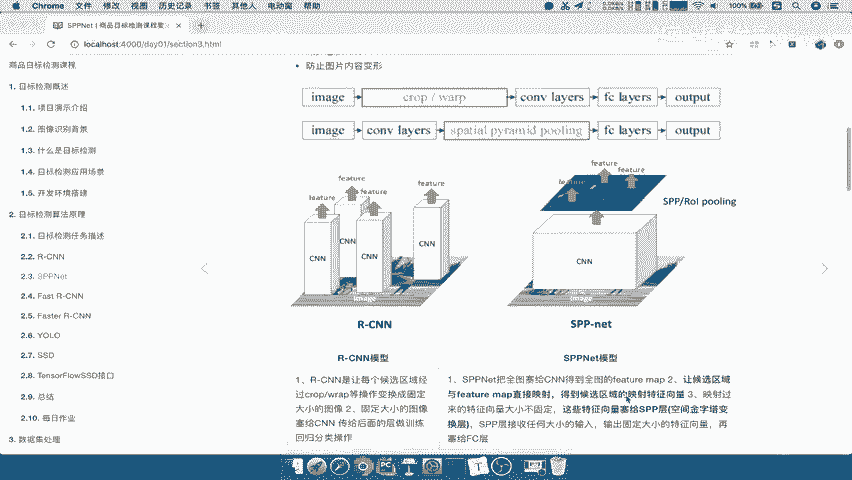 Chrome 文件 修改 视图 历史记录 书签 其他人 电动窗 帮助
100%
SPPNet | 商品目标检测课程
localhost:4000/day01/section3.html
商品目标检测课程
1. 目标检测概述
1.1. 项目演示介绍
1.2. 图像识别背景
1.3. 什么是目标检测
1.4. 目标检测应用场景
1.5. 开发环境搭建
2. 目标检测算法原理
2.1. 目标检测任务描述
2.2. R-CNN
2.3. SPPNet
2.4. Fast R-CNN
2.5. Faster R-CNN
2.6. YOLO
2.7. SSD
2.8. TensorFlowSSD接口
2.9. 总结
2.10. 每日作业
3. 数据集处理
• 防止图片内容变形
image crop / warp conv layers fc layers output
image conv layers spatial pyramid pooling fc layers output
feature feature feature feature
CNN CNN CNN CNN
image
R-CNN
feature feature feature
SPP/RoI pooling
CNN
image
SPP-net
R-CNN模型
1、R-CNN是让每个候选区域经
过crop/wrap等操作变换成固定
大小的图像 2、固定大小的图像
塞给CNN 传给后面的层做训练
回归分类操作
SPPNet模型
1、SPPNet把全图塞给CNN得到全图的feature map 2、让候选区域
与feature map直接映射，得到候选区域的映射特征向量 3、映射过
来的特征向量大小不固定，这些特征向量塞给SPP层(空间金字塔变
换层)，SPP层接收任何大小的输入，输出固定大小的特征向量，再
塞给FC层